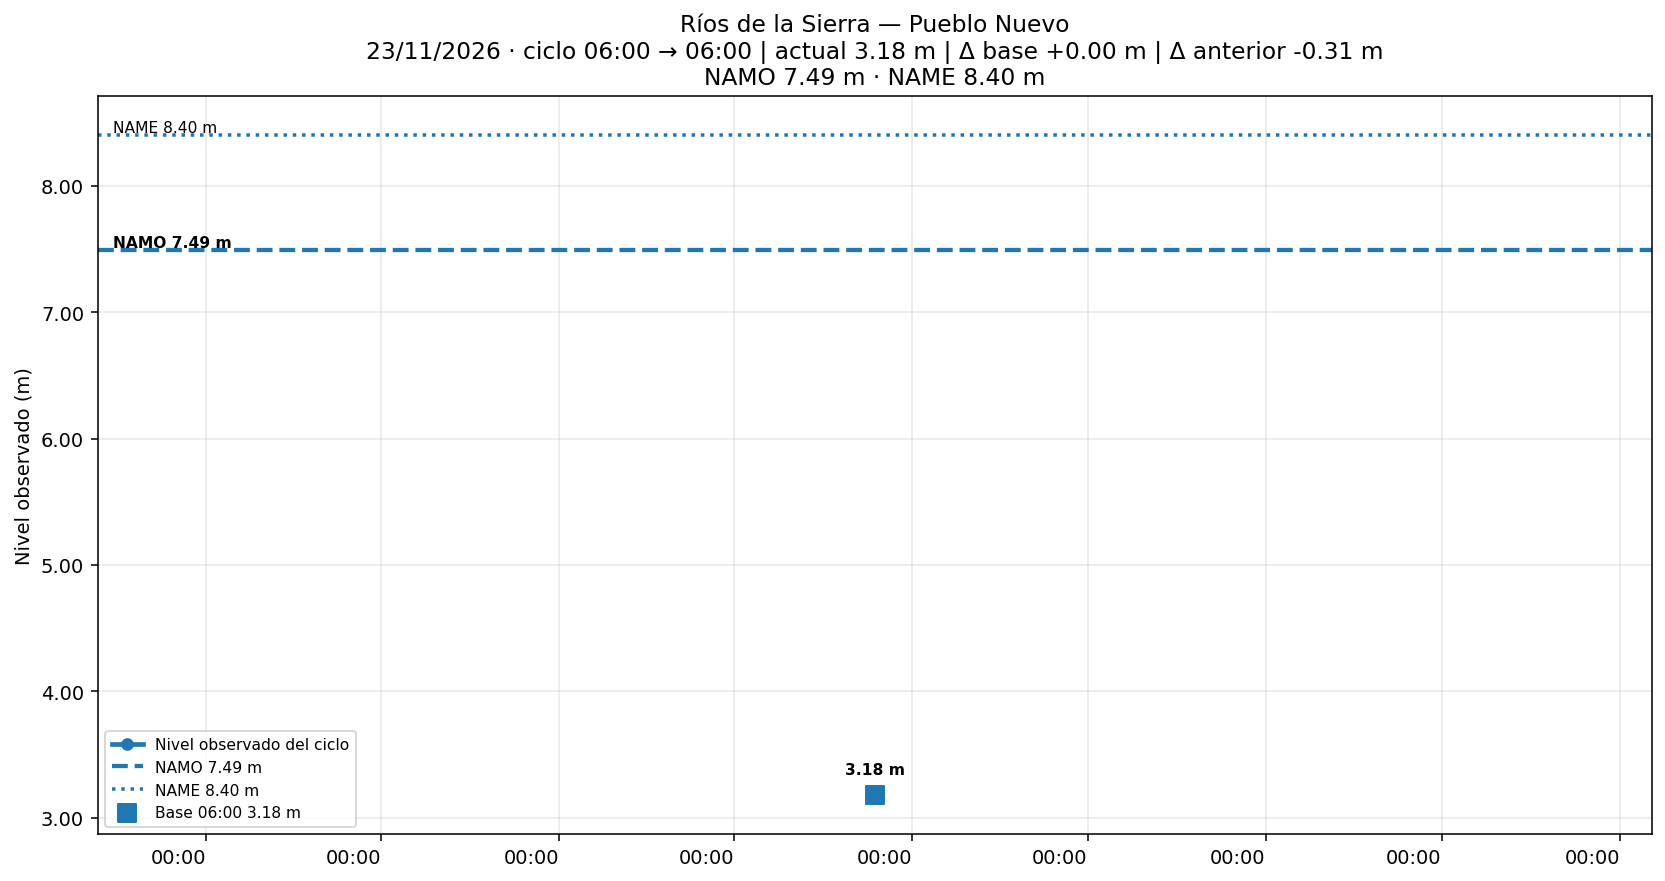 Ríos de la Sierra — Pueblo Nuevo
23/11/2026 · ciclo 06:00 → 06:00 | actual 3.18 m | Δ base +0.00 m | Δ anterior -0.31 m
NAMO 7.49 m · NAME 8.40 m
NAME 8.40 m
8.00
NAMO 7.49 m
7.00
6.00
Nivel observado (m)
5.00
4.00
Nivel observado del ciclo
NAMO 7.49 m
NAME 8.40 m
Base 06:00 3.18 m
3.18 m
3.00
00:00 00:00 00:00 00:00 00:00 00:00 00:00 00:00 00:00